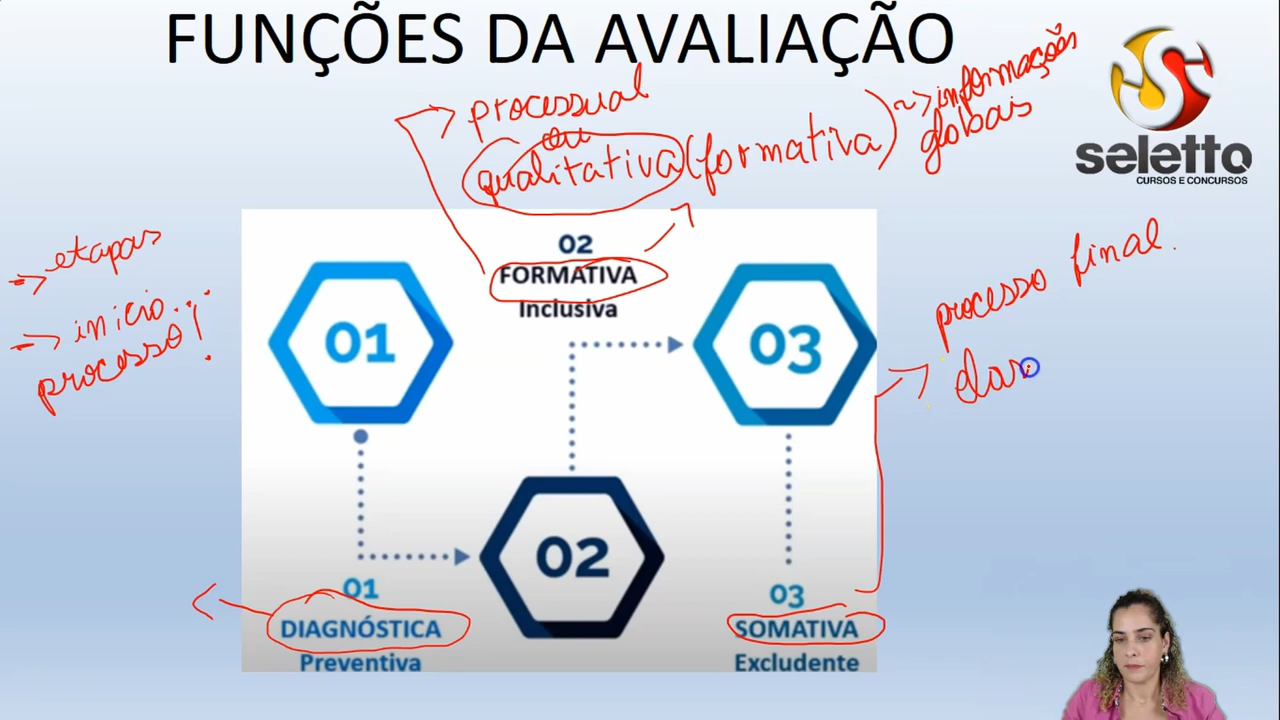 FUNÇÕES DA AVALIAÇÃO
processual
ou
qualitativa (formativa) ~> informações
globais
seletto
CURSOS E CONCURSOS
-> etapas
-> início...
processo!
02
FORMATIVA
Inclusiva
processo final.
01
03
02
01
DIAGNÓSTICA
Preventiva
03
SOMATIVA
Excludente